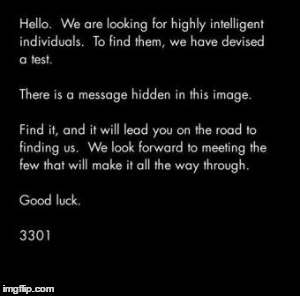 Hello. We are looking for highly intelligent
individuals. To find them, we have devised
a test.
There is a message hidden in this image.
Find it, and it will lead you on the road to
finding us. We look forward to meeting the
few that will make it all the way through.
Good luck.
3301
imgflip.com